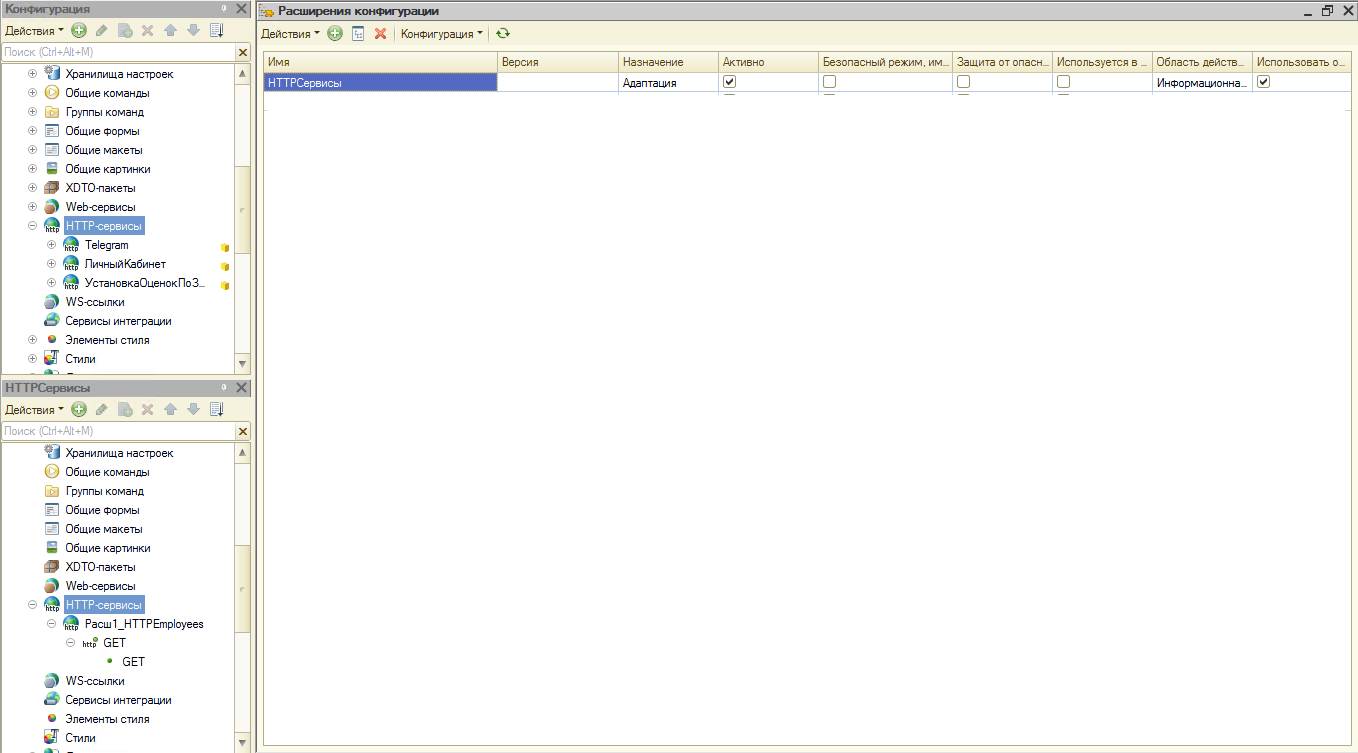 Конфигурация
Действия
Поиск (Ctrl+Alt+M)
Хранилища настроек
Общие команды
Группы команд
Общие формы
Общие макеты
Общие картинки
XDTO-пакеты
Web-сервисы
HTTP-сервисы
Telegram
ЛичныйКабинет
УстановкаОценокПоЗ...
WS-ссылки
Сервисы интеграции
Элементы стиля
Стили
HTTPСервисы
Действия
Поиск (Ctrl+Alt+M)
Хранилища настроек
Общие команды
Группы команд
Общие формы
Общие макеты
Общие картинки
XDTO-пакеты
Web-сервисы
HTTP-сервисы
Расш1_HTTPEmployees
GET
GET
WS-ссылки
Сервисы интеграции
Элементы стиля
Стили
Расширения конфигурации
Действия Конфигурация
Имя Версия Назначение Активно Безопасный режим, им... Защита от опасн... Используется в ... Область действ... Использовать о...
HTTPСервисы Адаптация Информационна...